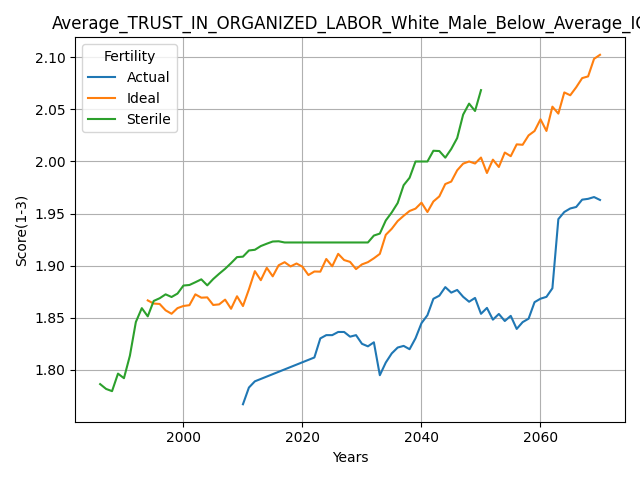 Average_TRUST_IN_ORGANIZED_LABOR_White_Male_Below_Average_IQ
Fertility
Actual
Ideal
Sterile
2.10
2.05
2.00
1.95
1.90
1.85
1.80
Score(1-3)
2000
2020
2040
2060
Years